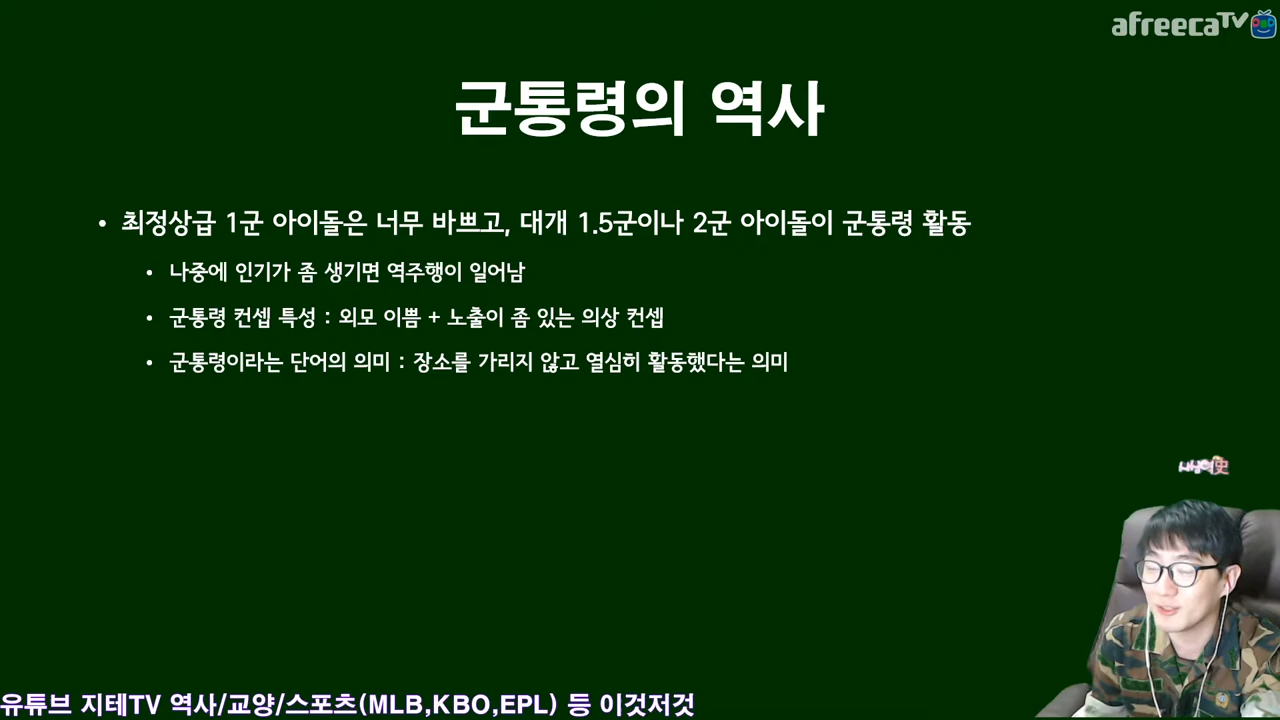 afreecaTV
군통령의 역사
• 최정상급 1군 아이돌은 너무 바쁘고, 대개 1.5군이나 2군 아이돌이 군통령 활동
• 나중에 인기가 좀 생기면 역주행이 일어남
• 군통령 컨셉 특성 : 외모 이쁨 + 노출이 좀 있는 의상 컨셉
• 군통령이라는 단어의 의미 : 장소를 가리지 않고 열심히 활동했다는 의미
유튜브 지테TV 역사/교양/스포츠(MLB,KBO,EPL) 등 이것저것